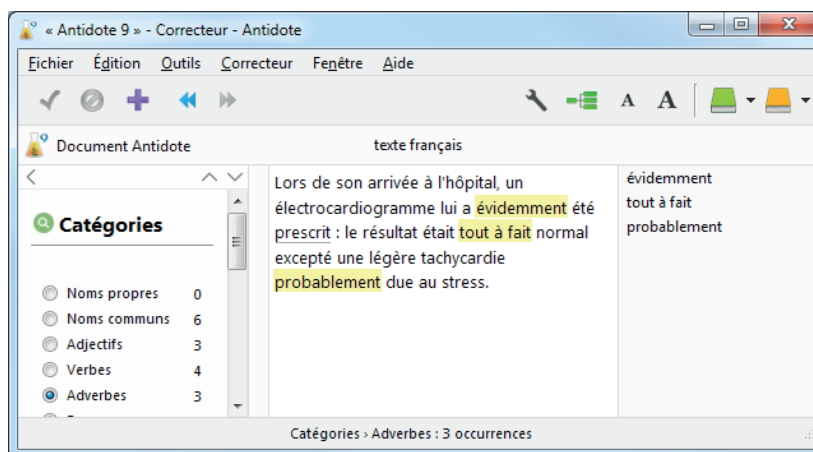 « Antidote 9 » - Correcteur - Antidote
Fichier Édition Outils Correcteur Fenêtre Aide
A A
9 Document Antidote texte français
Catégories
Noms propres 0
Noms communs 6
Adjectifs 3
Verbes 4
Adverbes 3
Lors de son arrivée à l'hôpital, un
électrocardiogramme lui a évidemment été
prescrit : le résultat était tout à fait normal
excepté une légère tachycardie
probablement due au stress.
évidemment
tout à fait
probablement
Catégories › Adverbes : 3 occurrences